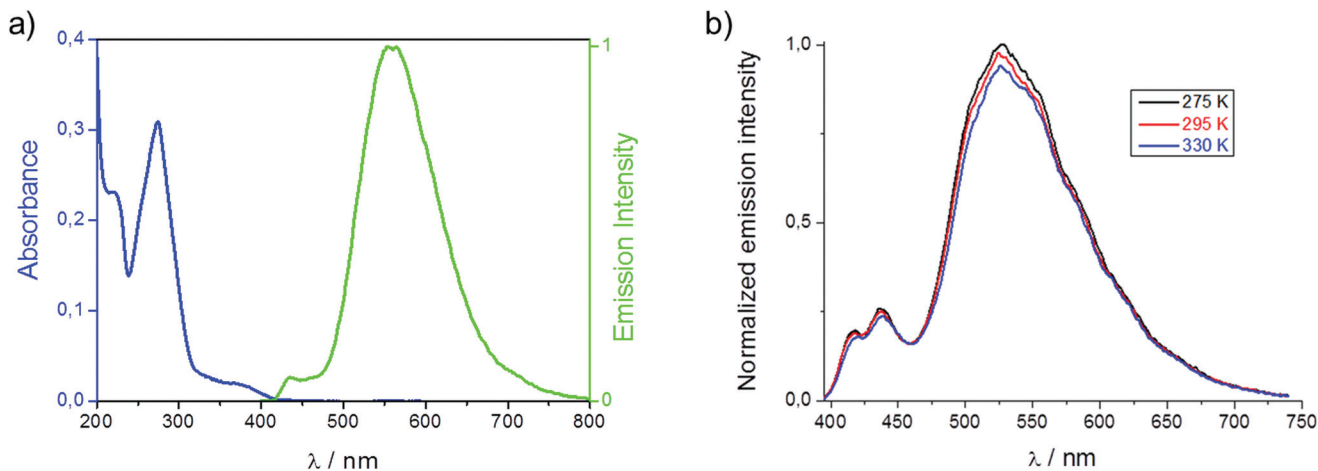 a)
0,4
0,3
0,2
0,1
0,0
Absorbance
1
0
Emission Intensity
200 300 400 500 600 700 800
λ / nm
b)
1,0
0,5
0,0
Normalized emission intensity
275 K
295 K
330 K
400 450 500 550 600 650 700 750
λ / nm